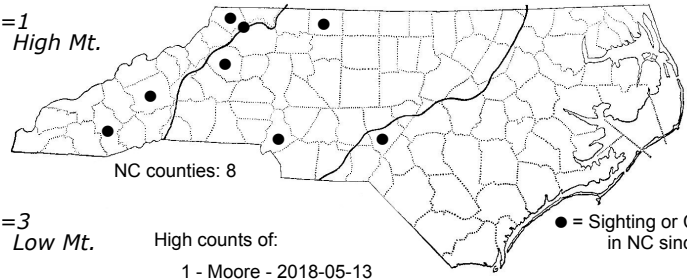 =1
High Mt.
NC counties: 8
=3
Low Mt.
High counts of:
1 - Moore - 2018-05-13
● = Sighting or
in NC